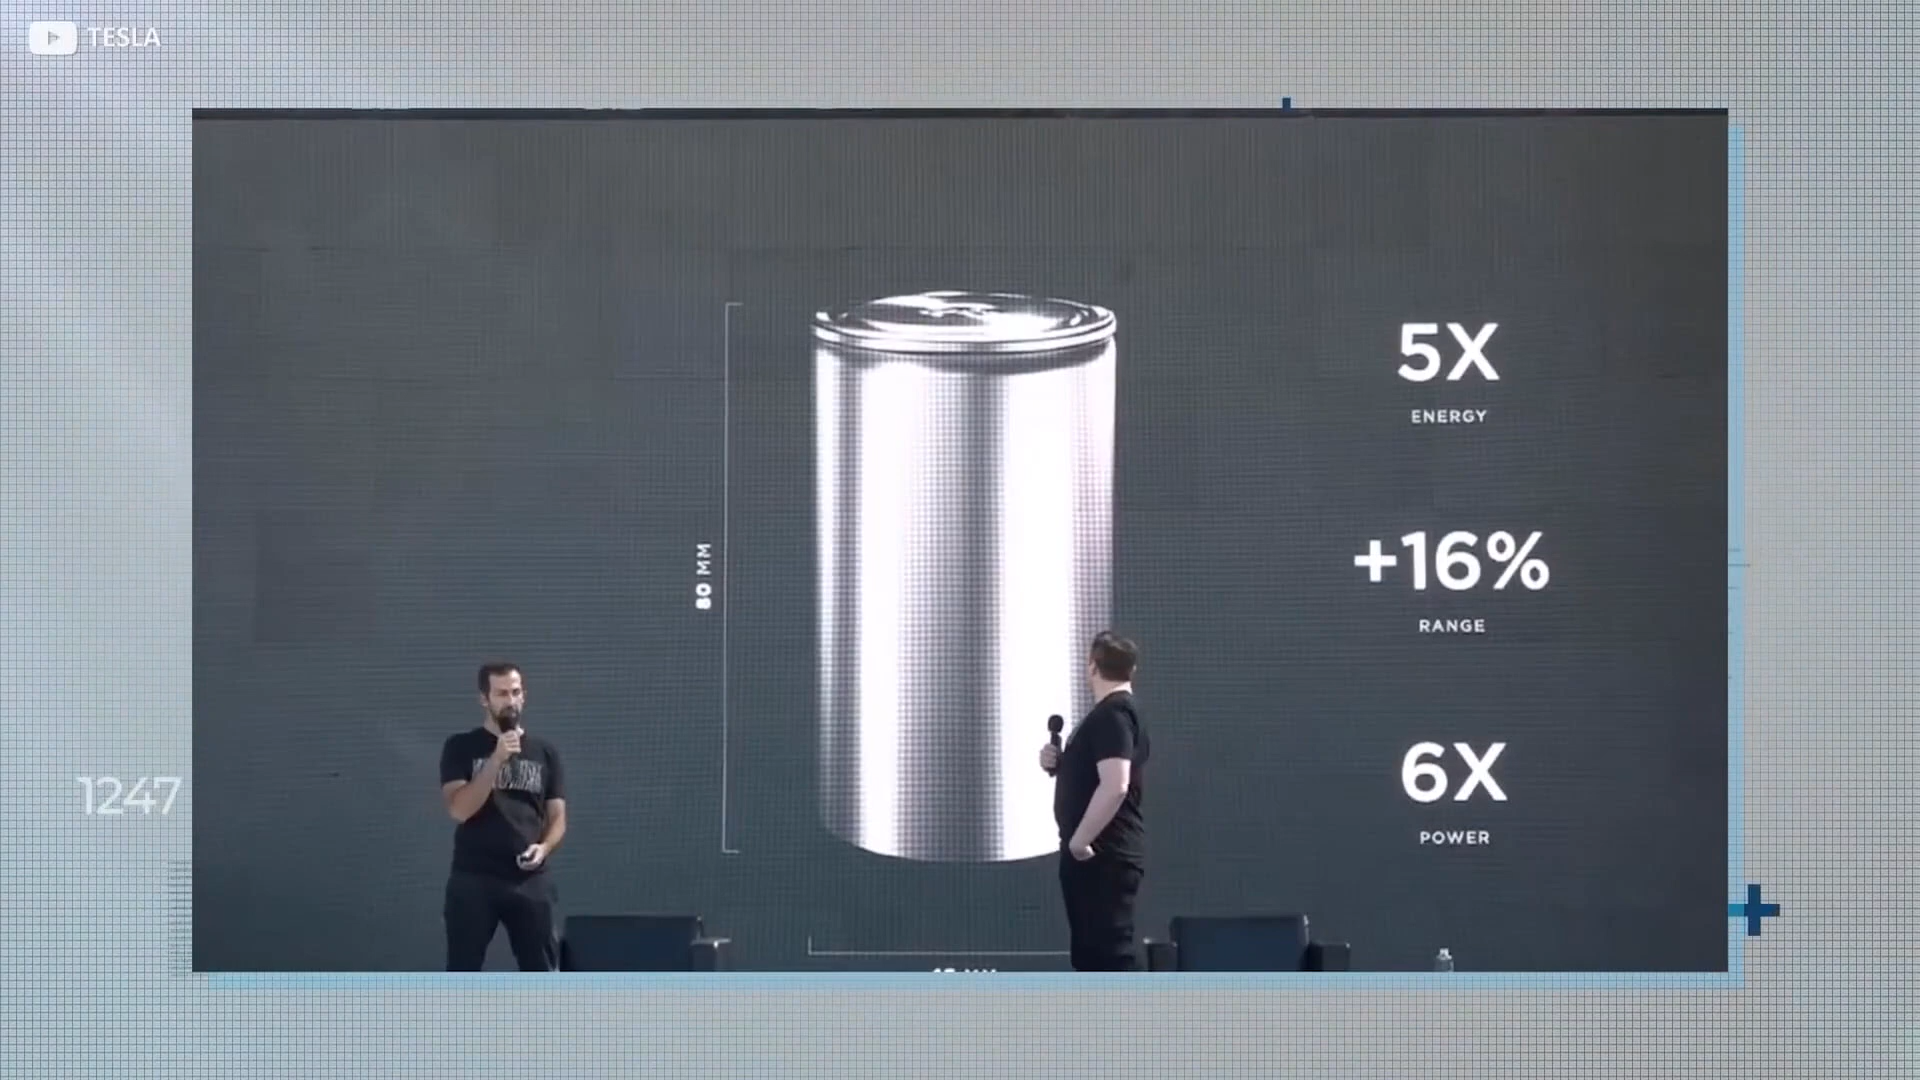 TESLA
5X
ENERGY
80 MM
+16%
RANGE
6X
POWER
1247